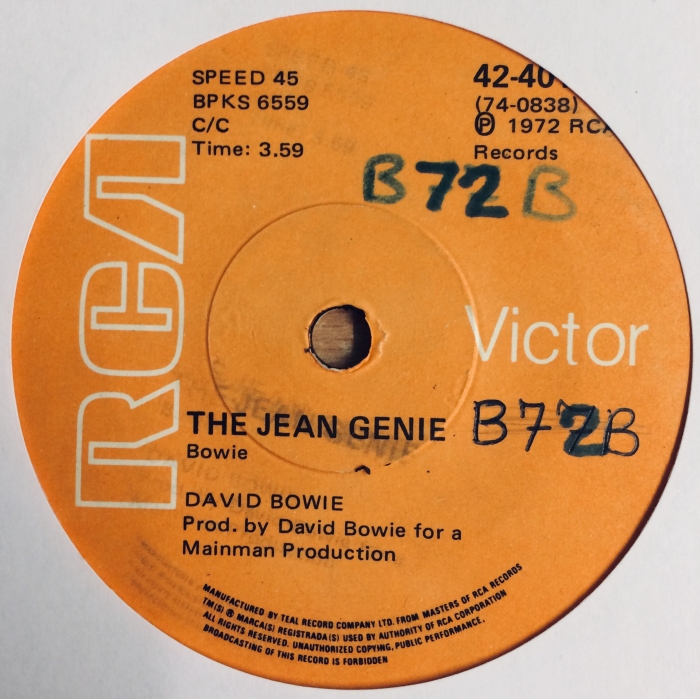 SPEED 45
BPKS 6559
C/C
Time: 3.59
(74-0838)
Ⓟ 1972 RCA
Records
B72B
RCA
Victor
THE JEAN GENIE
B72B
Bowie
DAVID BOWIE
Prod. by David Bowie for a
Mainman Production
MANUFACTURED BY TEAL RECORD COMPANY LTD. FROM MASTERS OF RCA RECORDS
TM(S) ® MARCA(S) REGISTRADA(S) USED BY AUTHORITY OF RCA CORPORATION
ALL RIGHTS RESERVED. UNAUTHORIZED COPYING, PUBLIC PERFORMANCE,
BROADCASTING OF THIS RECORD IS FORBIDDEN